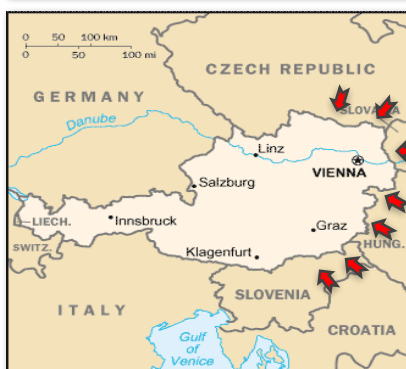 0 50 100 km
0 50 100 mi
CZECH REPUBLIC
GERMANY
SLOVAKIA
Danube
Linz
VIENNA
Salzburg
LIECH.
Innsbruck
Graz
SWITZ.
HUNG.
Klagenfurt
SLOVENIA
ITALY
CROATIA
Gulf
of
Venice